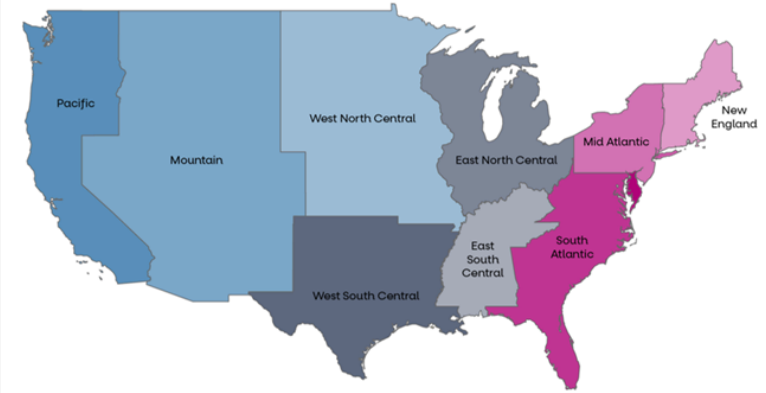 Pacific
Mountain
West North Central
East North Central
Mid Atlantic
New
England
West South Central
East
South
Central
South
Atlantic